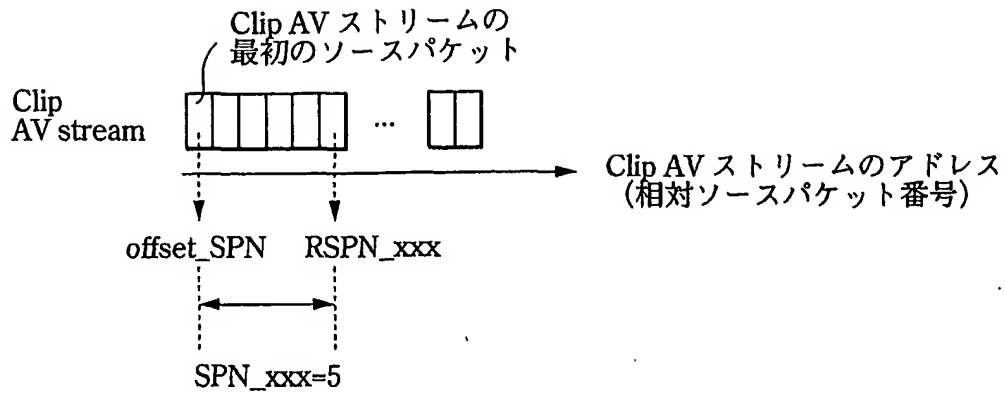 Clip AV ストリームの
最初のソースパケット
Clip
AV stream
...
Clip AV ストリームのアドレス
(相対ソースパケット番号)
offset_SPN RSPN_xxx
SPN_xxx=5